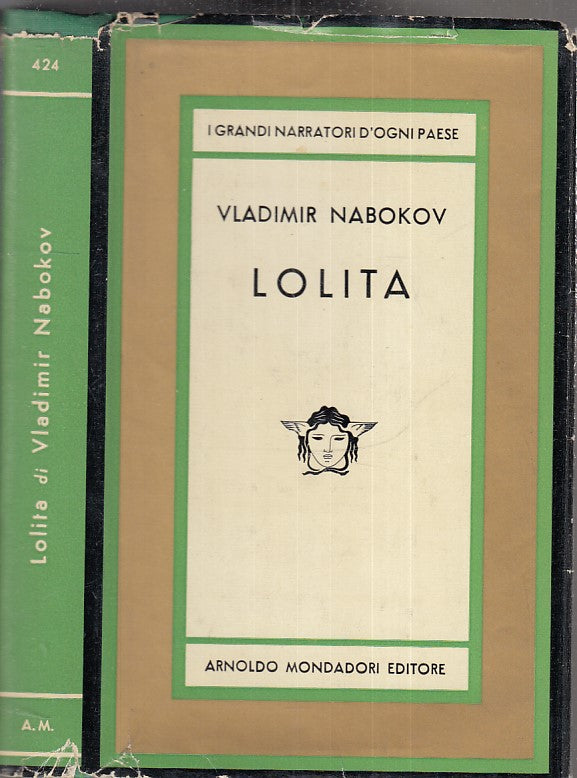 424
Lolita di Vladimir Nabokov
A.M.
I GRANDI NARRATORI D'OGNI PAESE
VLADIMIR NABOKOV
LOLITA
ARNOLDO MONDADORI EDITORE